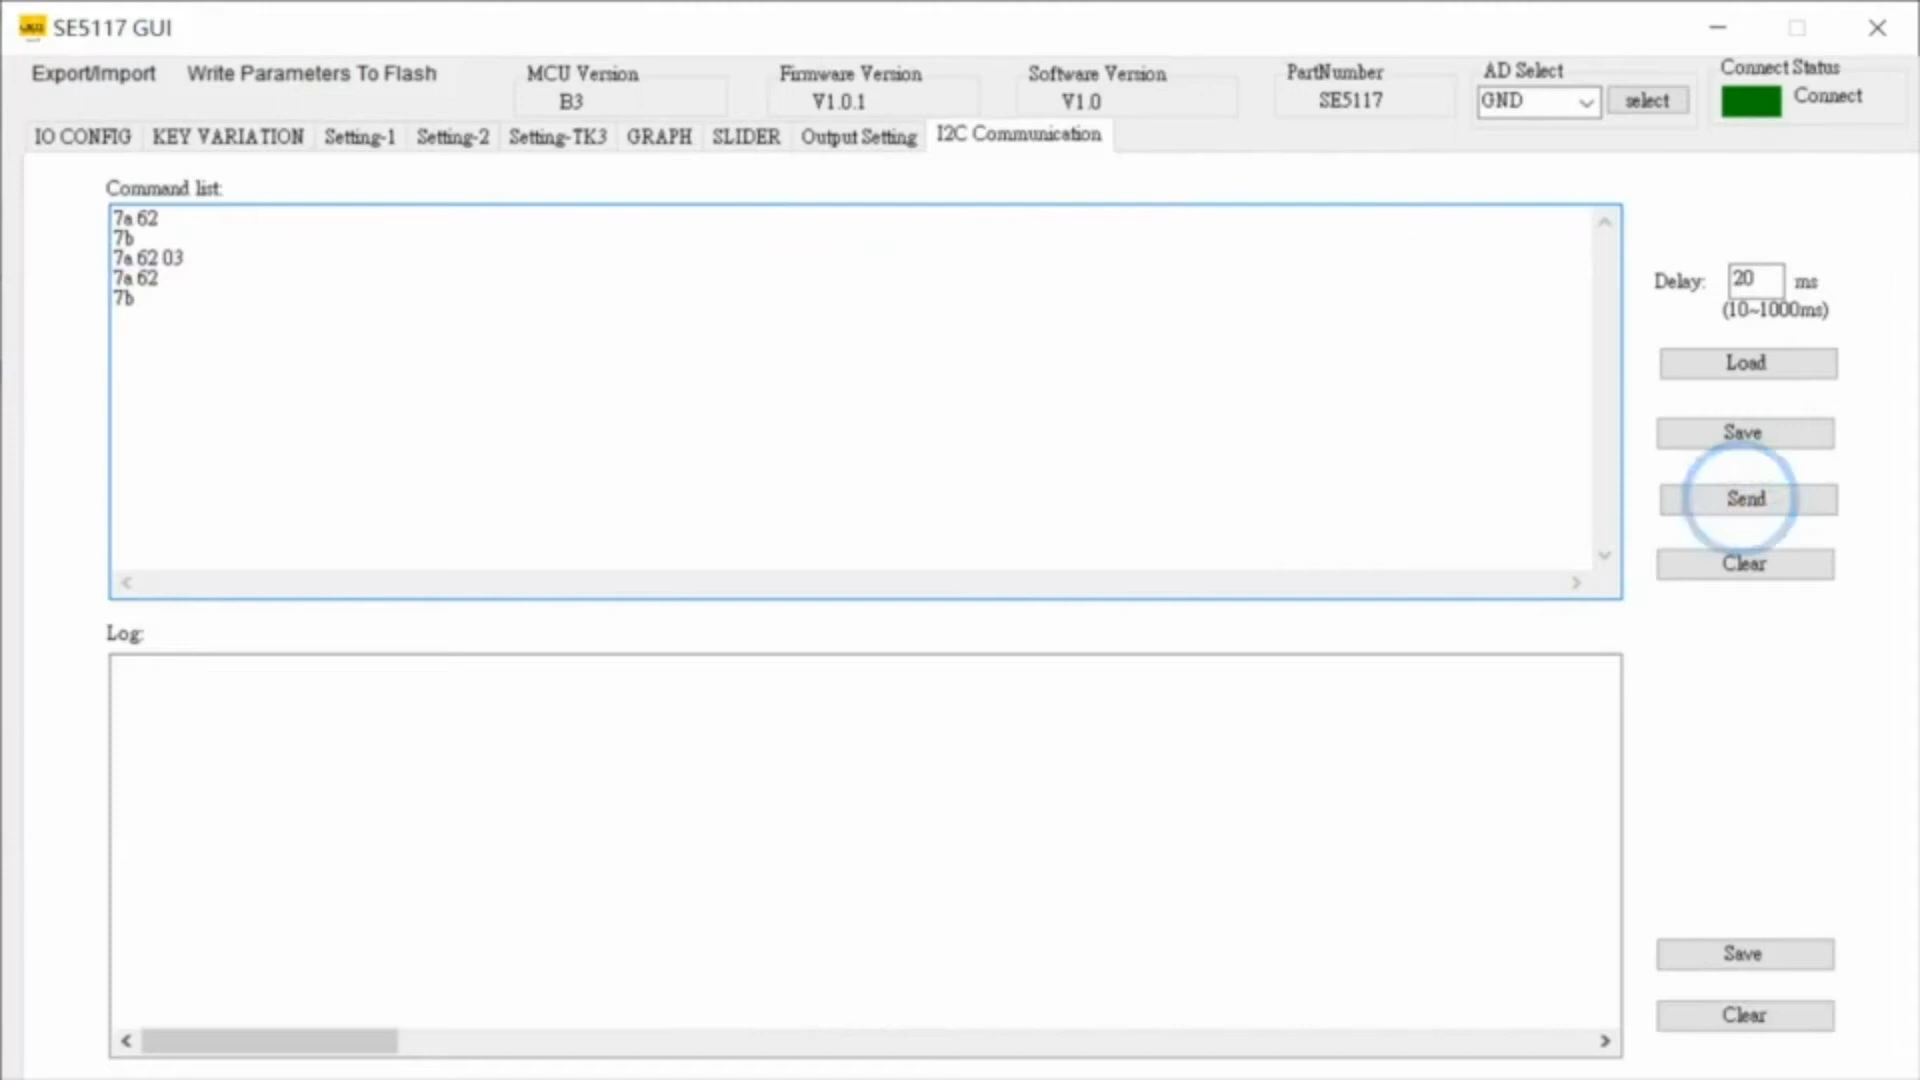 SE5117 GUI
Export/Import Write Parameters To Flash
MCU Version
B3
Firmware Version
V1.0.1
Software Version
V1.0
PartNumber
SE5117
AD Select
GND select
Connect Status
Connect
IO CONFIG KEY VARIATION Setting-1 Setting-2 Setting-TK3 GRAPH SLIDER Output Setting I2C Communication
Command list:
7a 62
7b
7a 62 03
7a 62
7b
Delay: 20 ms
(10~1000ms)
Load
Save
Send
Clear
Log:
Save
Clear